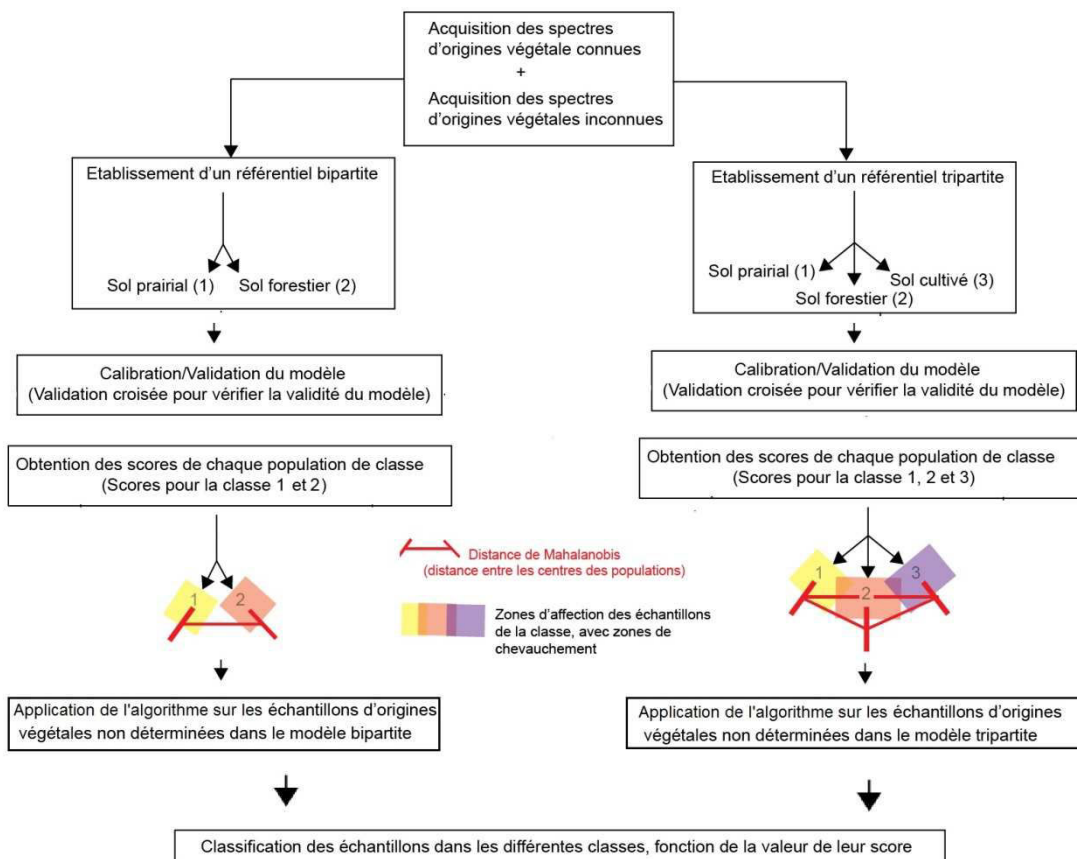 Acquisition des spectres
d'origines végétale connues
+
Acquisition des spectres
d'origines végétales inconnues
Etablissement d'un référentiel bipartite
Sol prairial (1)
Sol forestier (2)
Calibration/Validation du modèle
(Validation croisée pour vérifier la validité du modèle)
Obtention des scores de chaque population de classe
(Scores pour la classe 1 et 2)
1
2
Application de l'algorithme sur les échantillons d'origines
végétales non déterminées dans le modèle bipartite
Distance de Mahalanobis
(distance entre les centres des populations)
Zones d'affection des échantillons
de la classe, avec zones de
chevauchement
Etablissement d'un référentiel tripartite
Sol prairial (1)
Sol cultivé (3)
Sol forestier (2)
Calibration/Validation du modèle
(Validation croisée pour vérifier la validité du modèle)
Obtention des scores de chaque population de classe
(Scores pour la classe 1, 2 et 3)
1
2
3
Application de l'algorithme sur les échantillons d'origines
végétales non déterminées dans le modèle tripartite
Classification des échantillons dans les différentes classes, fonction de la valeur de leur score